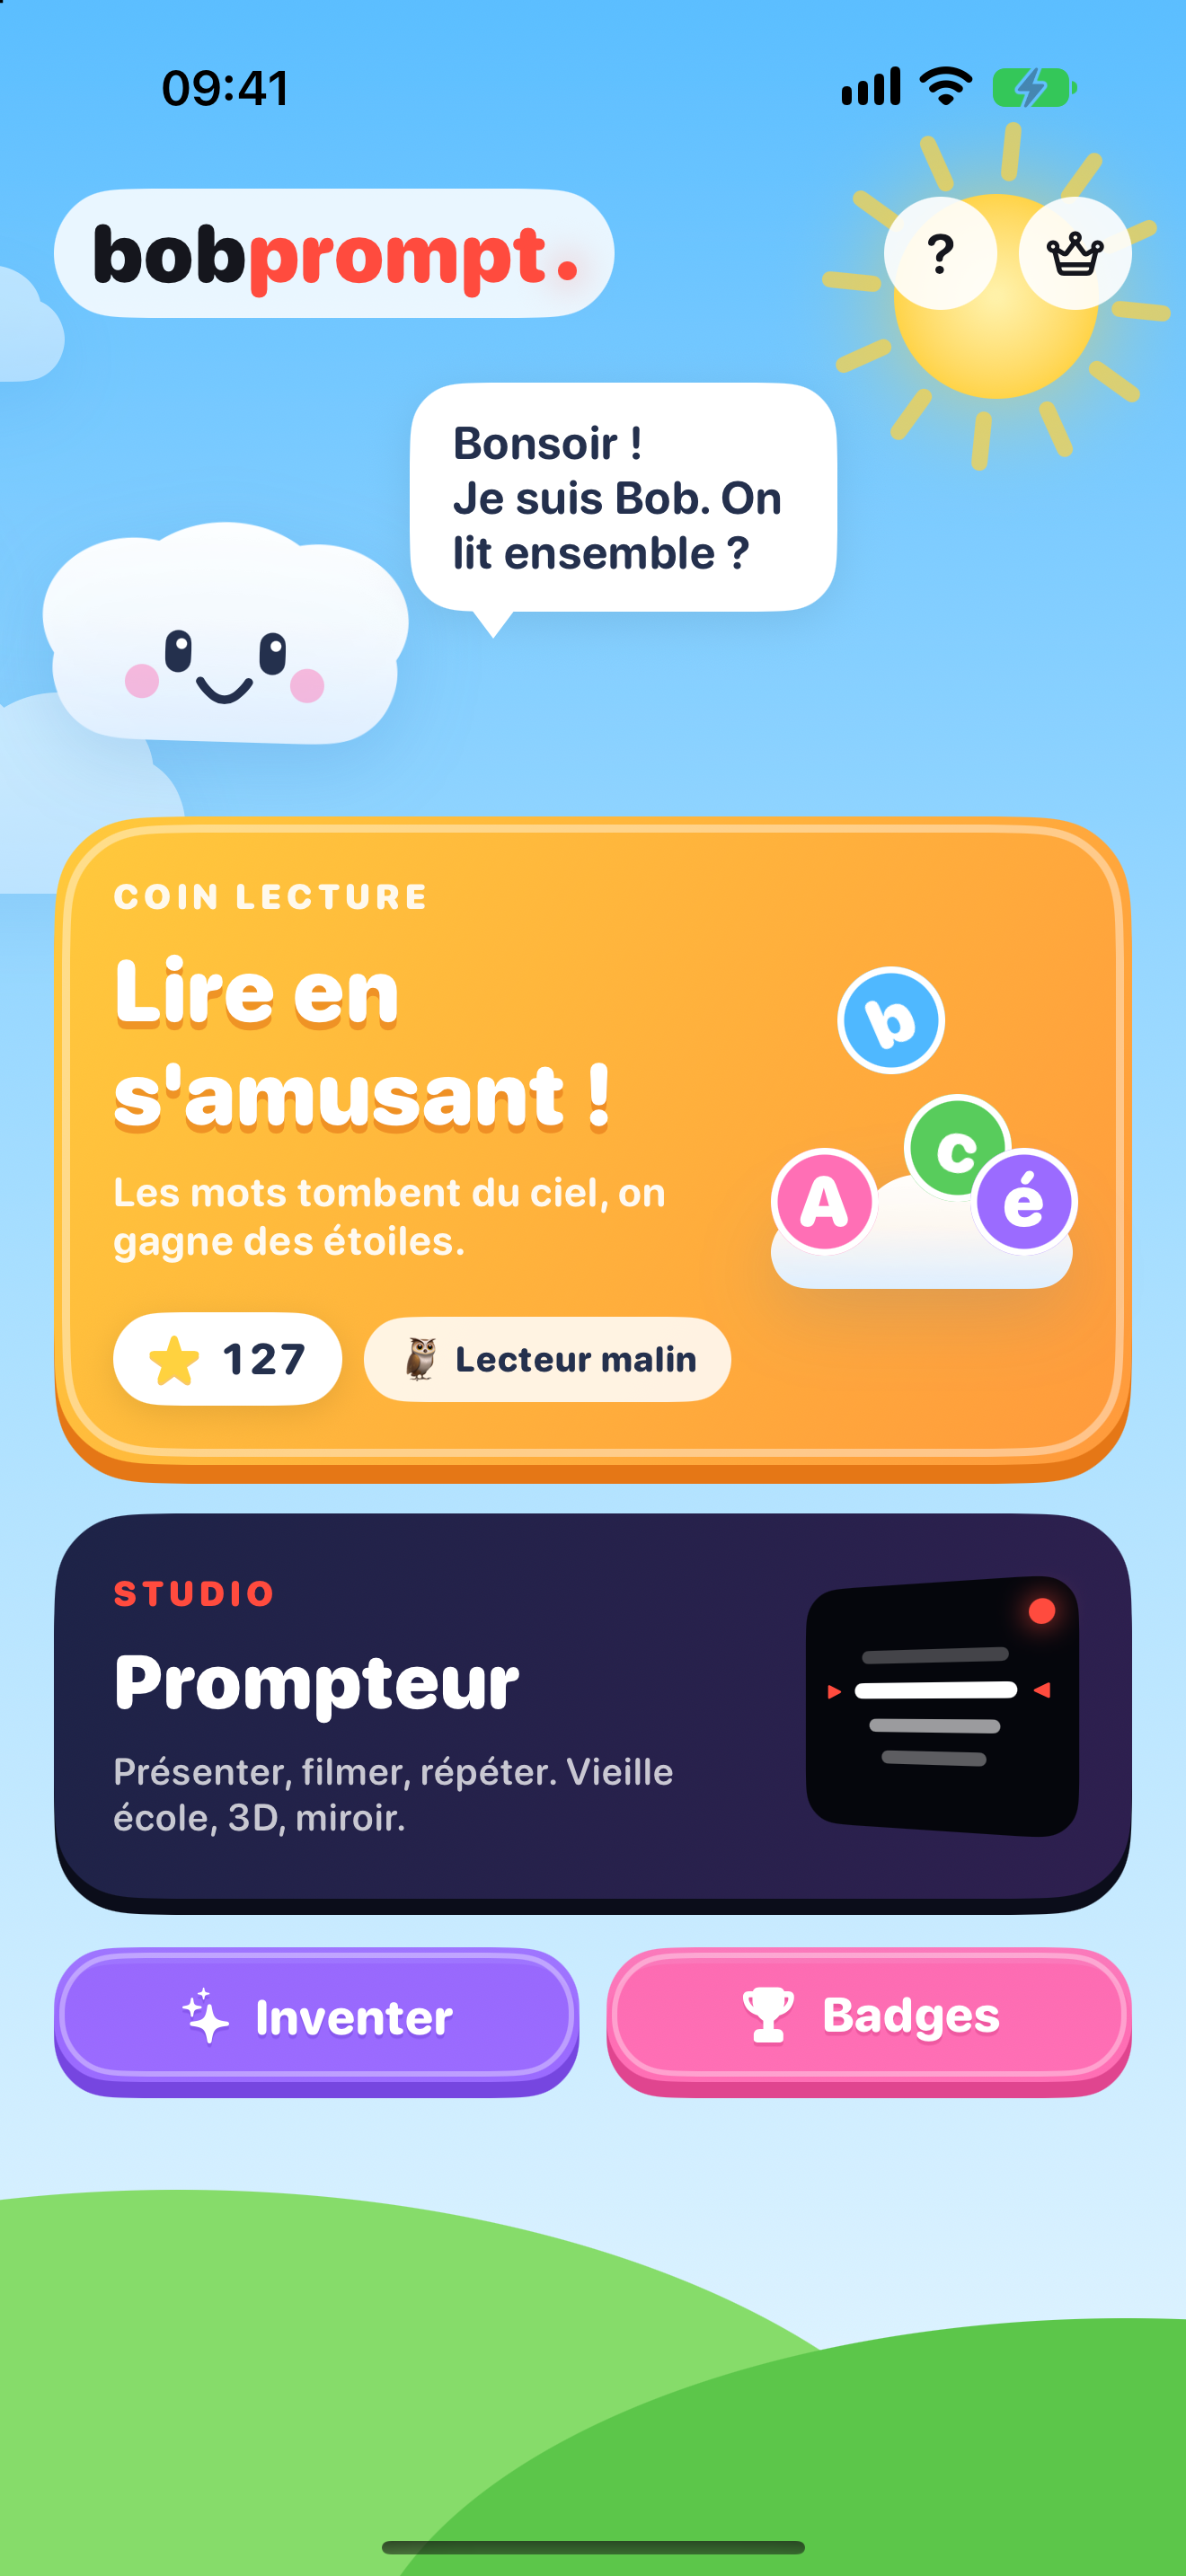 09:41
bobprompt.
?
Bonsoir !
Je suis Bob. On
lit ensemble ?
COIN LECTURE
Lire en
s'amusant !
Les mots tombent du ciel, on
gagne des étoiles.
b
c
A
é
127
Lecteur malin
STUDIO
Prompteur
Présenter, filmer, répéter. Vieille
école, 3D, miroir.
Inventer
Badges